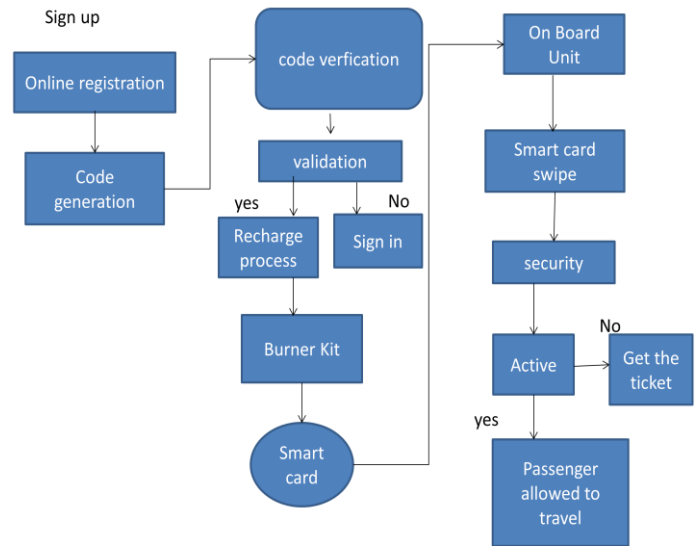 Sign up
Online registration
Code
generation
code verfication
validation
yes
No
Recharge
process
Sign in
Burner Kit
Smart
card
On Board
Unit
Smart card
swipe
security
Active
No
Get the
ticket
yes
Passenger
allowed to
travel